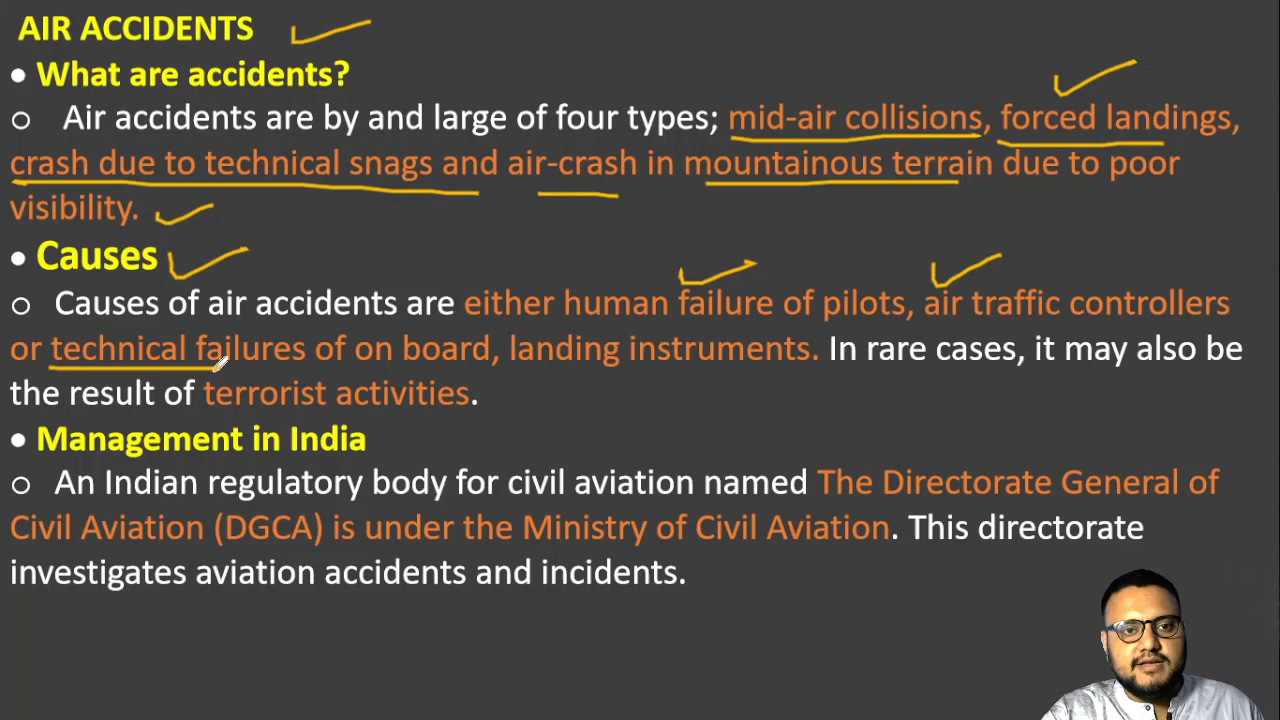 AIR ACCIDENTS
• What are accidents?
○ Air accidents are by and large of four types; mid-air collisions, forced landings,
crash due to technical snags and air-crash in mountainous terrain due to poor
visibility.
• Causes
○ Causes of air accidents are either human failure of pilots, air traffic controllers
or technical failures of on board, landing instruments. In rare cases, it may also be
the result of terrorist activities.
• Management in India
○ An Indian regulatory body for civil aviation named The Directorate General of
Civil Aviation (DGCA) is under the Ministry of Civil Aviation. This directorate
investigates aviation accidents and incidents.